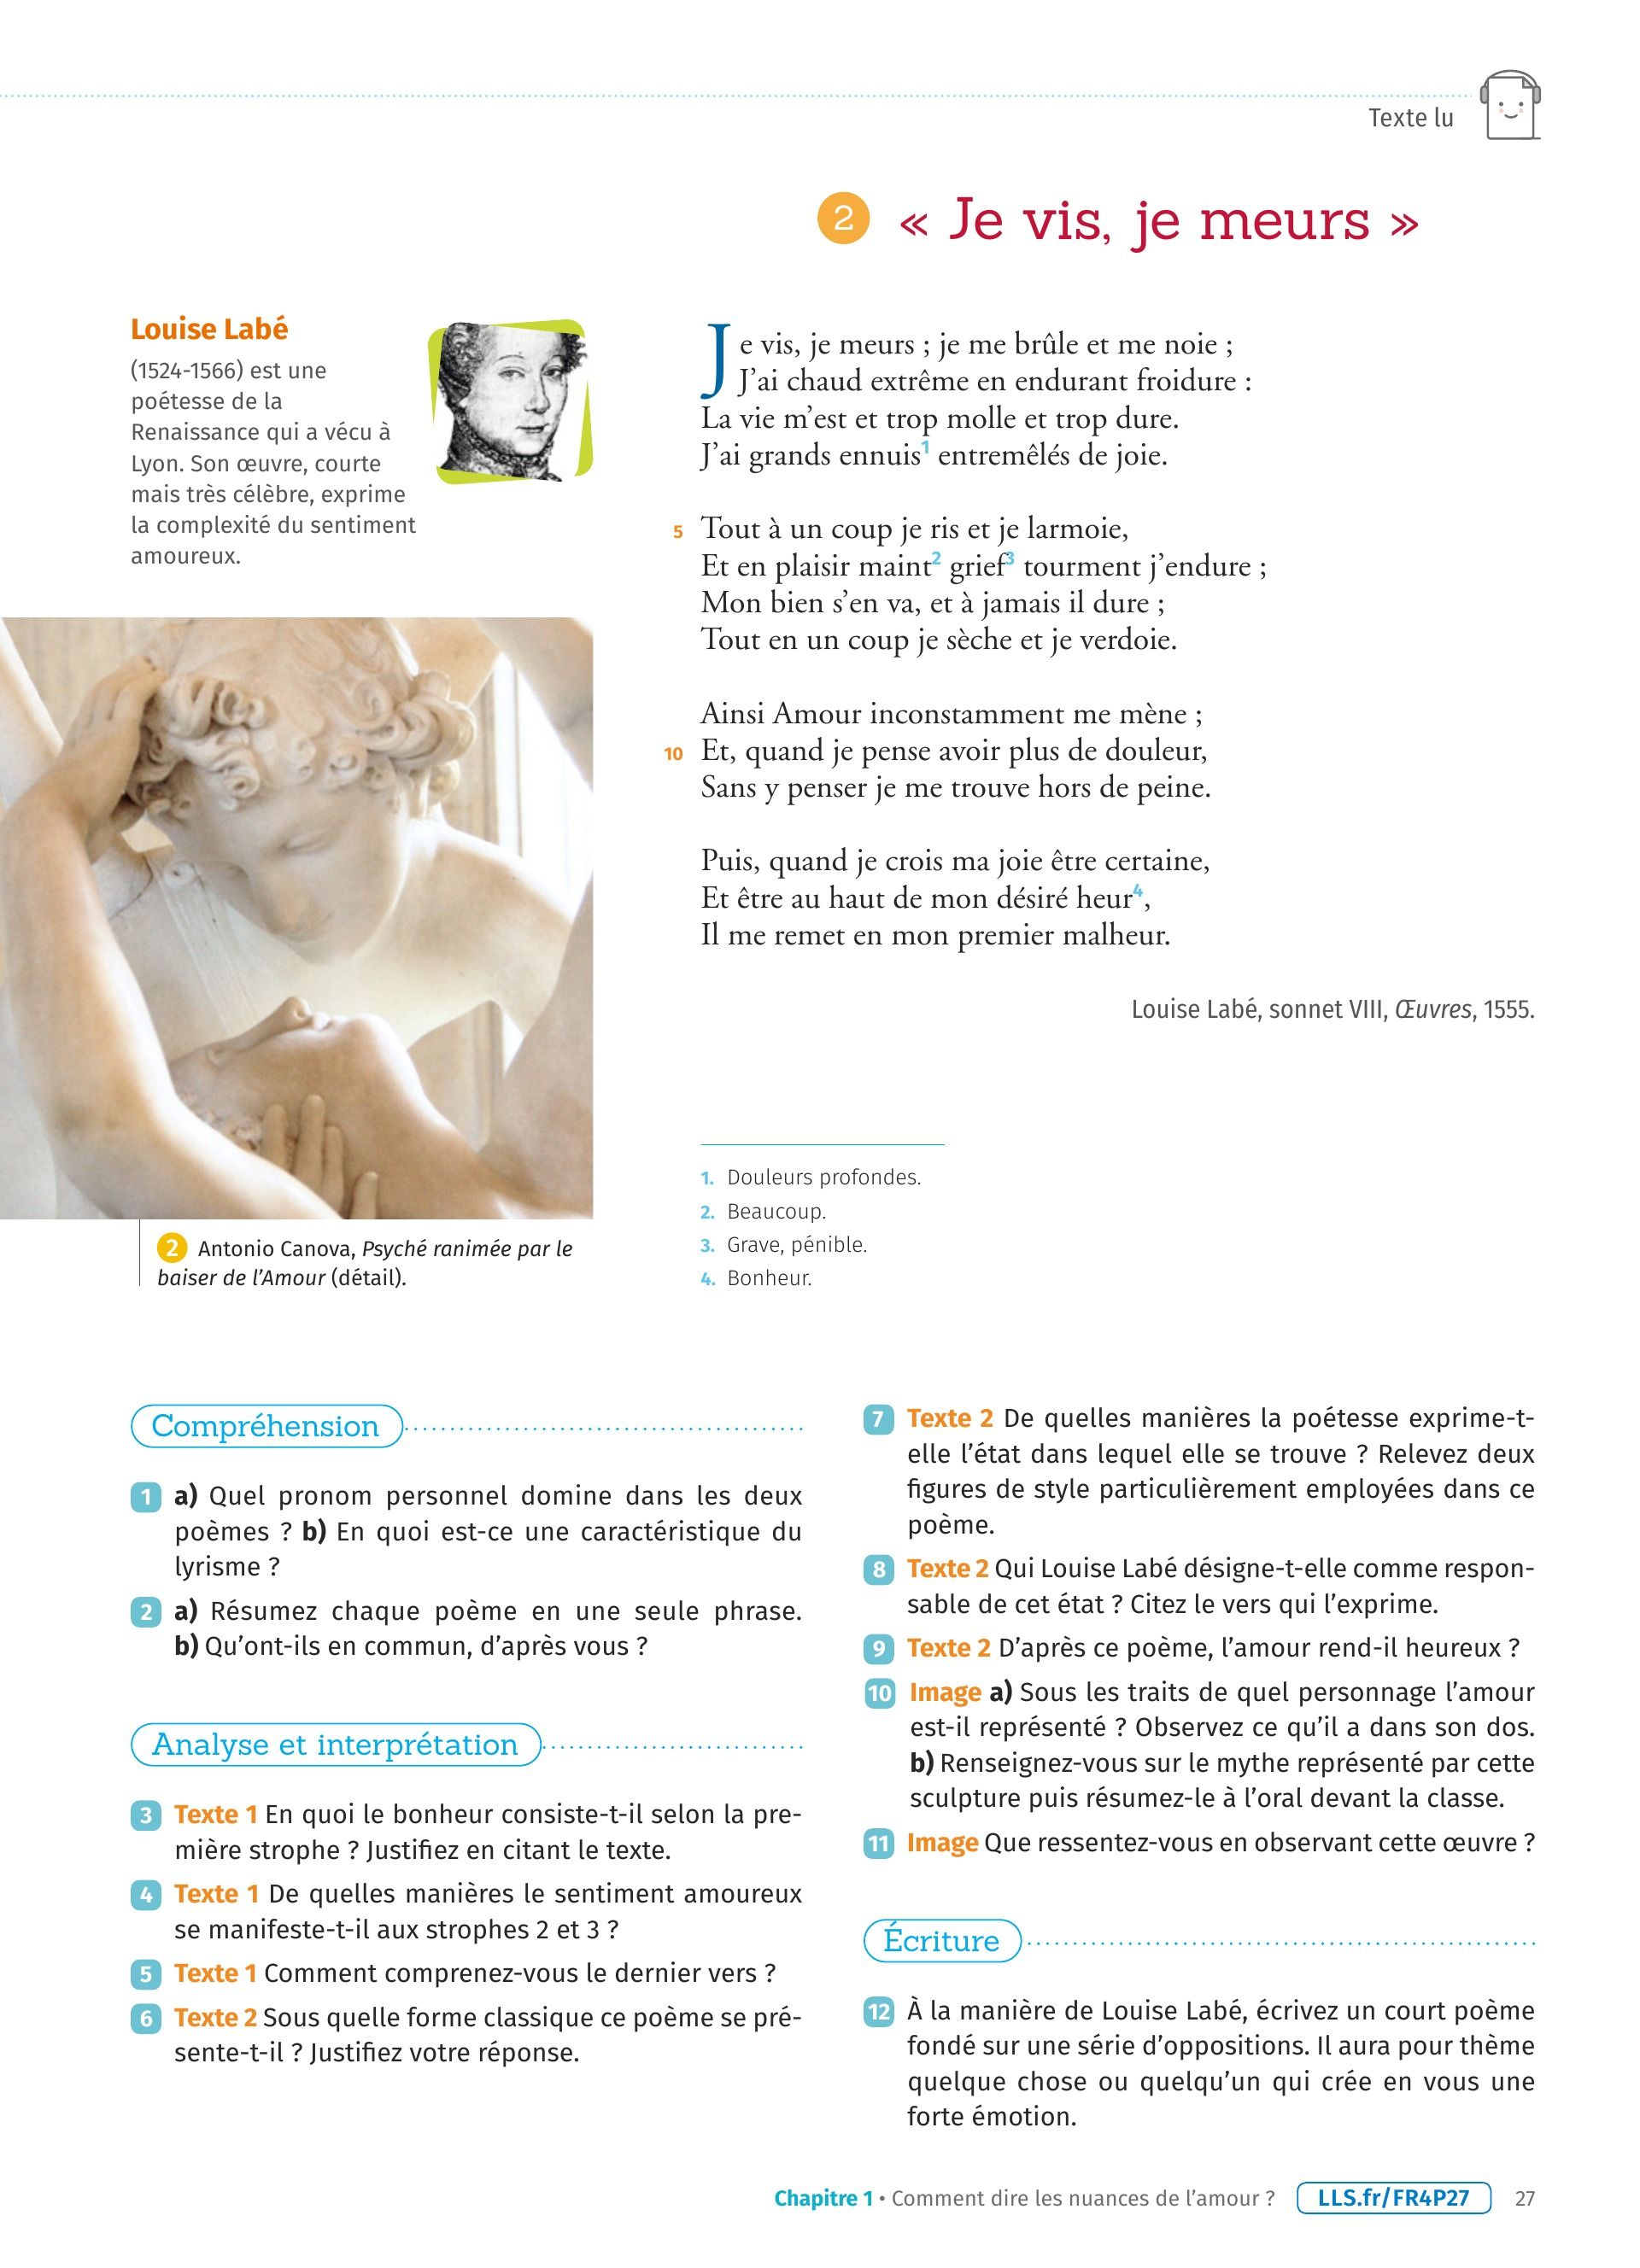 Texte lu
2 « Je vis, je meurs »
Louise Labé
(1524-1566) est une
poétesse de la
Renaissance qui a vécu à
Lyon. Son œuvre, courte
mais très célèbre, exprime
la complexité du sentiment
amoureux.
Je vis, je meurs ; je me brûle et me noie ;
J’ai chaud extrême en endurant froidure :
La vie m’est et trop molle et trop dure.
J’ai grands ennuis1 entremêlés de joie.
5 Tout à un coup je ris et je larmoie,
Et en plaisir maint2 grief3 tourment j’endure ;
Mon bien s’en va, et à jamais il dure ;
Tout en un coup je sèche et je verdoie.
Ainsi Amour inconstamment me mène ;
10 Et, quand je pense avoir plus de douleur,
Sans y penser je me trouve hors de peine.
Puis, quand je crois ma joie être certaine,
Et être au haut de mon désiré heur4,
Il me remet en mon premier malheur.
Louise Labé, sonnet VIII, Œuvres, 1555.
1. Douleurs profondes.
2. Beaucoup.
3. Grave, pénible.
4. Bonheur.
2 Antonio Canova, Psyché ranimée par le
baiser de l’Amour (détail).
Compréhension
1 a) Quel pronom personnel domine dans les deux
poèmes ? b) En quoi est-ce une caractéristique du
lyrisme ?
2 a) Résumez chaque poème en une seule phrase.
b) Qu’ont-ils en commun, d’après vous ?
Analyse et interprétation
3 Texte 1 En quoi le bonheur consiste-t-il selon la pre-
mière strophe ? Justifiez en citant le texte.
4 Texte 1 De quelles manières le sentiment amoureux
se manifeste-t-il aux strophes 2 et 3 ?
5 Texte 1 Comment comprenez-vous le dernier vers ?
6 Texte 2 Sous quelle forme classique ce poème se pré-
sente-t-il ? Justifiez votre réponse.
7 Texte 2 De quelles manières la poétesse exprime-t-
elle l’état dans lequel elle se trouve ? Relevez deux
figures de style particulièrement employées dans ce
poème.
8 Texte 2 Qui Louise Labé désigne-t-elle comme respon-
sable de cet état ? Citez le vers qui l’exprime.
9 Texte 2 D’après ce poème, l’amour rend-il heureux ?
10 Image a) Sous les traits de quel personnage l’amour
est-il représenté ? Observez ce qu’il a dans son dos.
b) Renseignez-vous sur le mythe représenté par cette
sculpture puis résumez-le à l’oral devant la classe.
11 Image Que ressentez-vous en observant cette œuvre ?
Écriture
12 À la manière de Louise Labé, écrivez un court poème
fondé sur une série d’oppositions. Il aura pour thème
quelque chose ou quelqu’un qui crée en vous une
forte émotion.
Chapitre 1 • Comment dire les nuances de l’amour ? LLS.fr/FR4P27 27